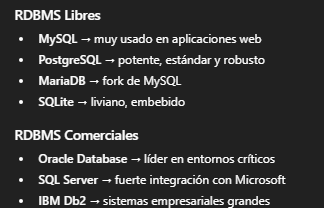 RDBMS Libres
• MySQL → muy usado en aplicaciones web
• PostgreSQL → potente, estándar y robusto
• MariaDB → fork de MySQL
• SQLite → liviano, embebido
RDBMS Comerciales
• Oracle Database → líder en entornos críticos
• SQL Server → fuerte integración con Microsoft
• IBM Db2 → sistemas empresariales grandes